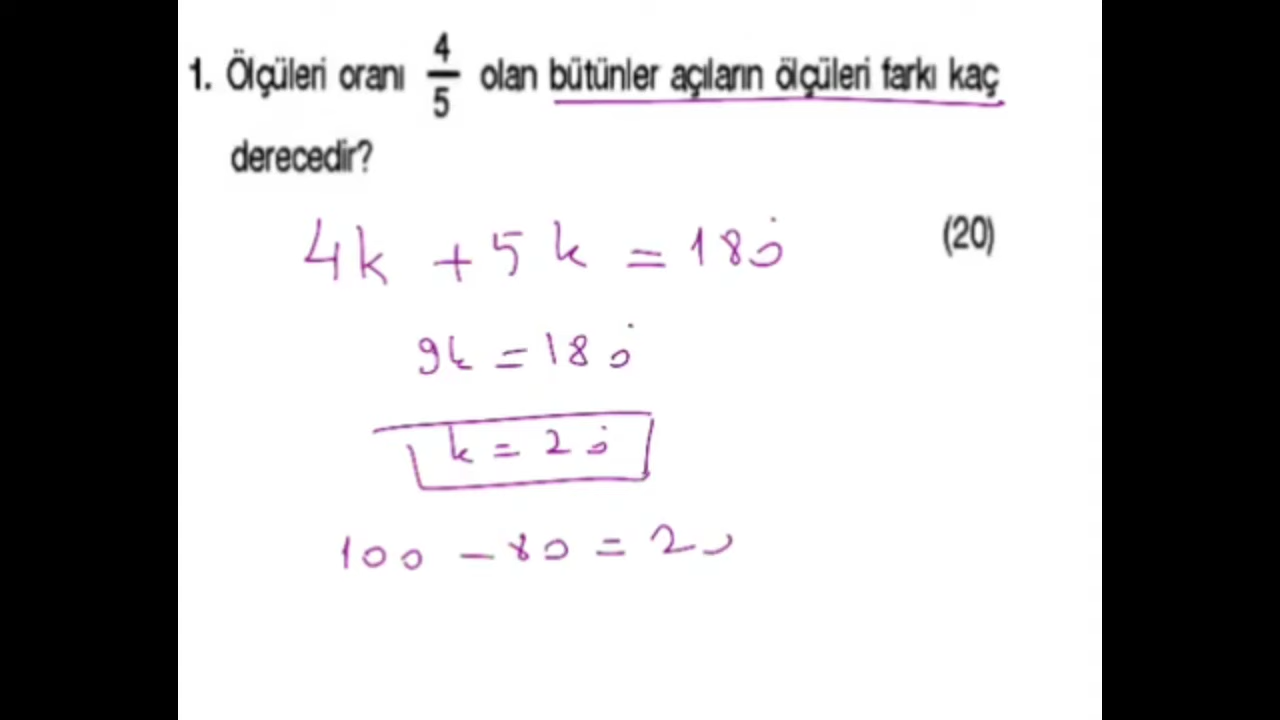 1. Ölçüleri oranı 4/5 olan bütünler açıların ölçüleri farkı kaç
derecedir?
(20)
4k + 5k = 180
9k = 180
k = 20
100 - 80 = 20